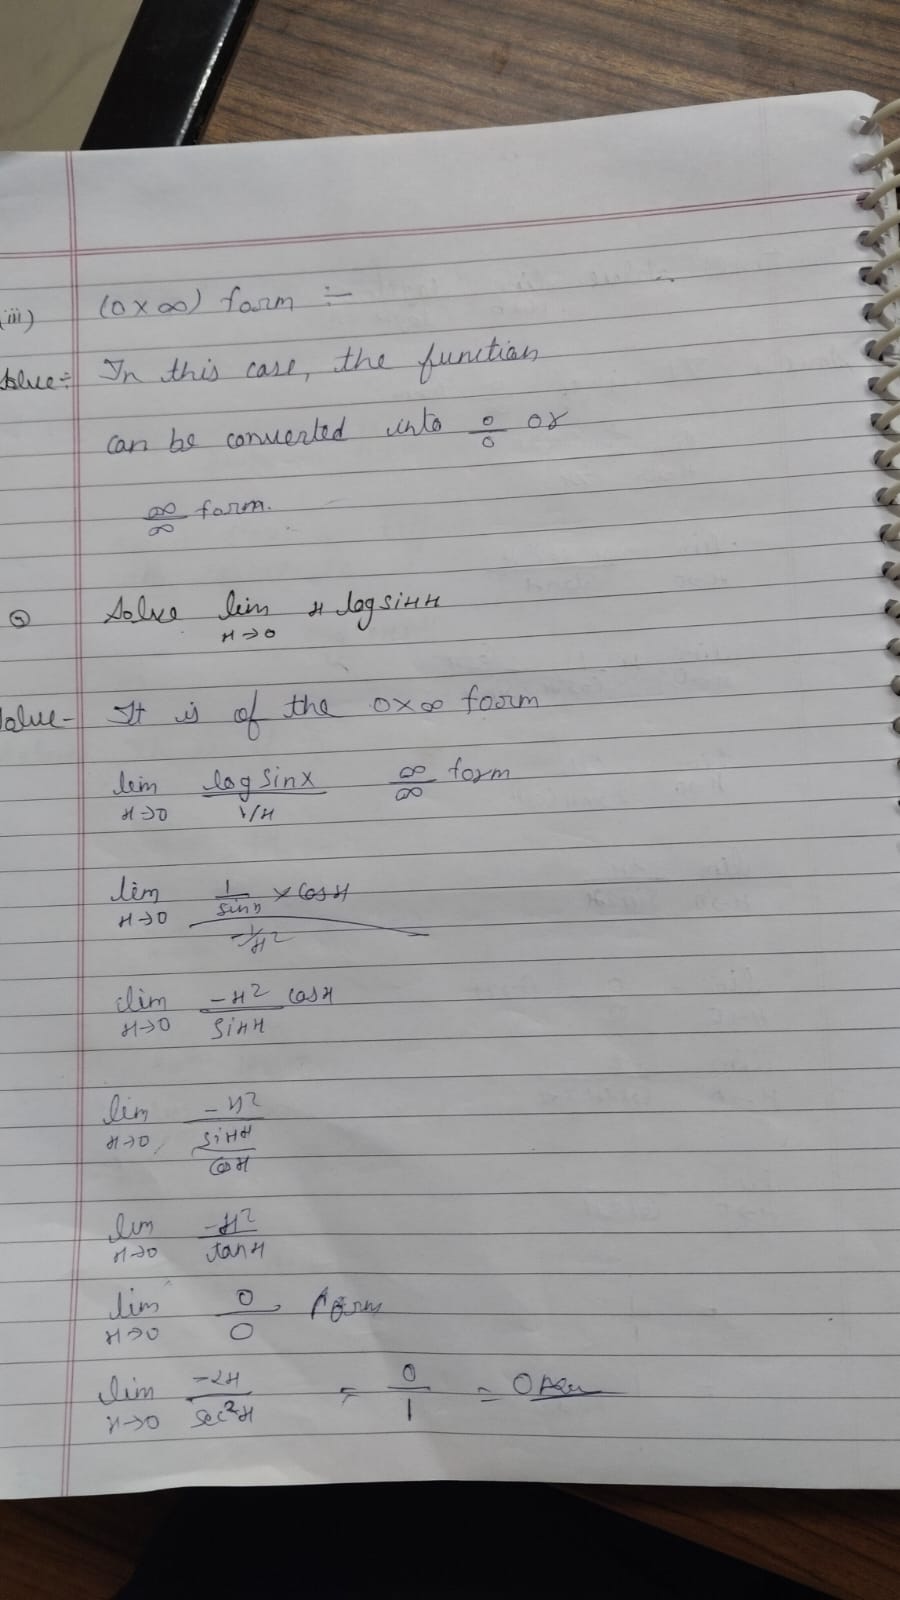 (iii) (0 x ∞) form :-
Solve:- In this case, the function
can be converted into 0/0 or
∞/∞ form.
Q Solve lim x→0 x log sinx
Solve- It is of the 0x∞ form
lim x→0 log sinx / 1/x ∞/∞ form
lim x→0 1/sinx x cosx / -1/x²
lim x→0 -x² cosx / sinx
lim x→0 -x² / sinx/cosx
lim x→0 -x² / tanx
lim x→0 0/0 form
lim x→0 -2x / sec²x = 0/1 = 0 Ans